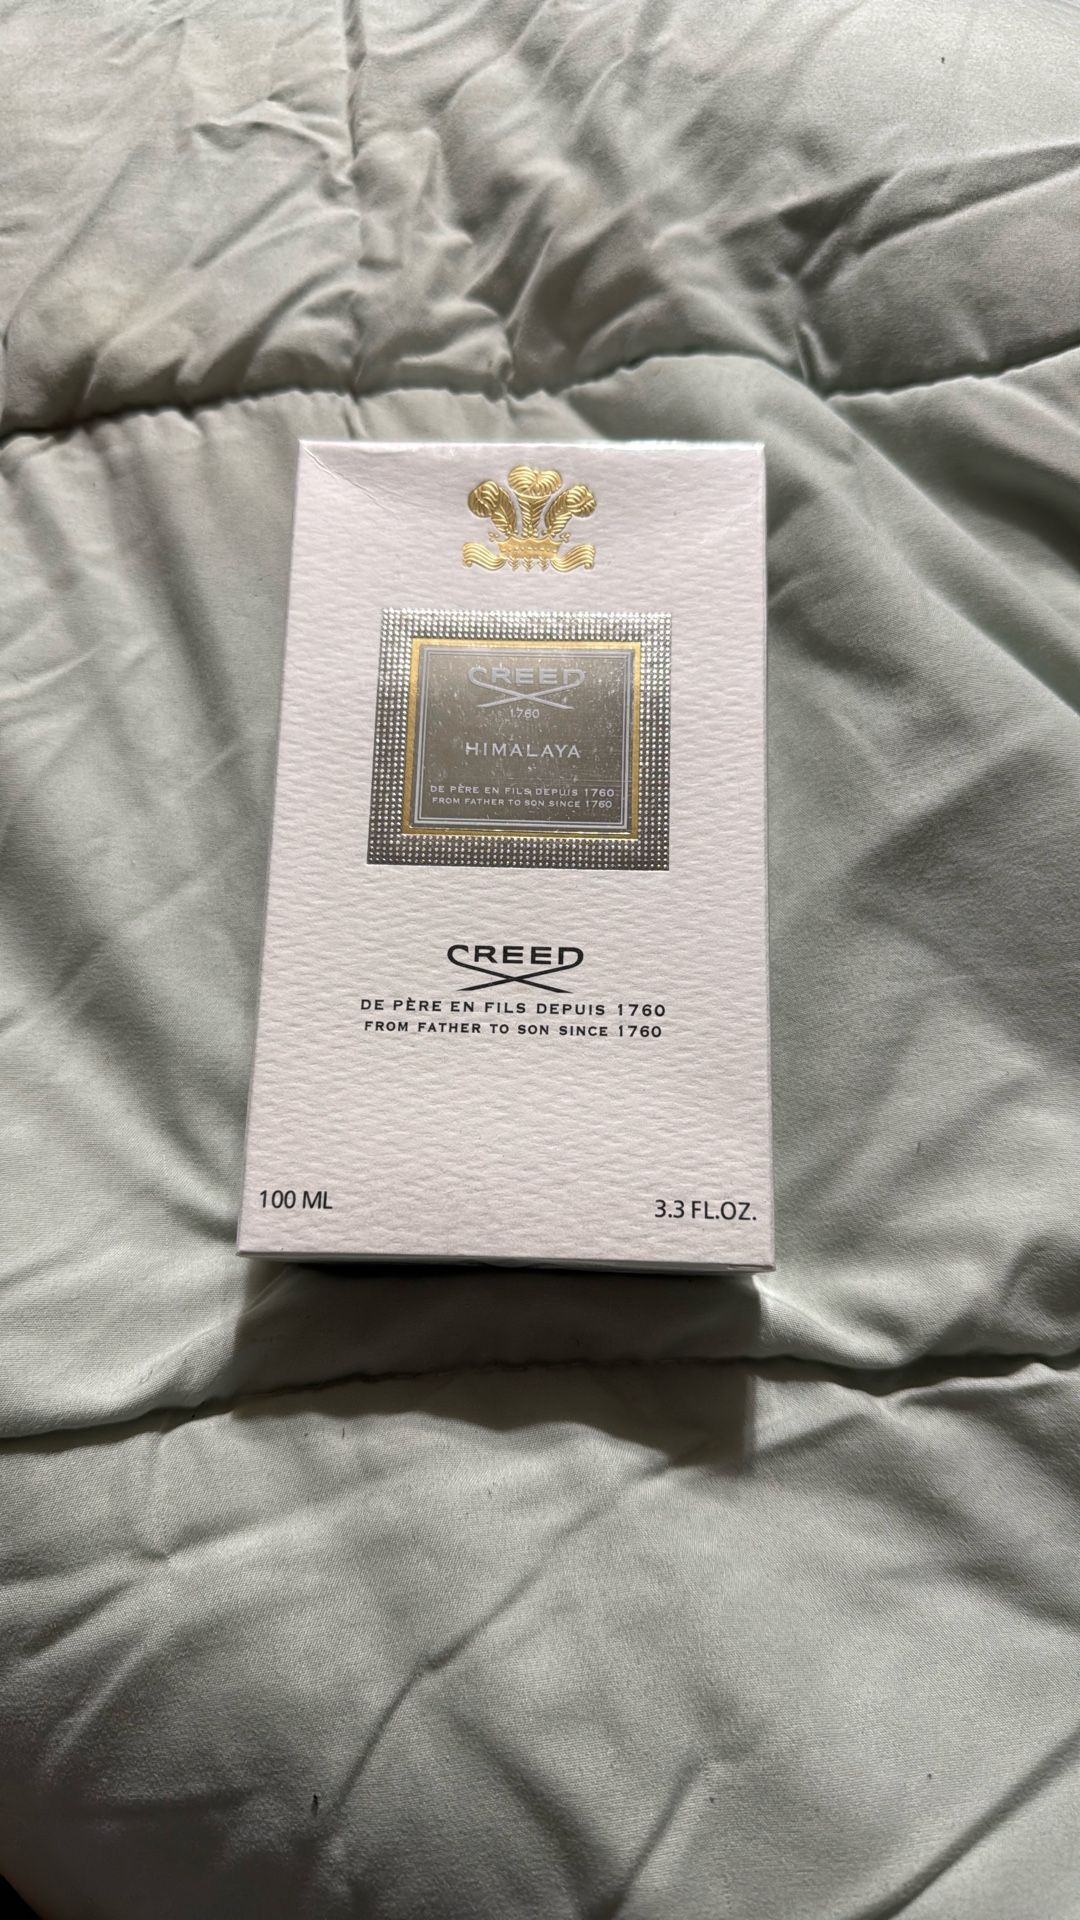 CREED
1760
HIMALAYA
DE PÈRE EN FILS DEPUIS 1760
FROM FATHER TO SON SINCE 1760
CREED
DE PÈRE EN FILS DEPUIS 1760
FROM FATHER TO SON SINCE 1760
100 ML 3.3 FL.OZ.